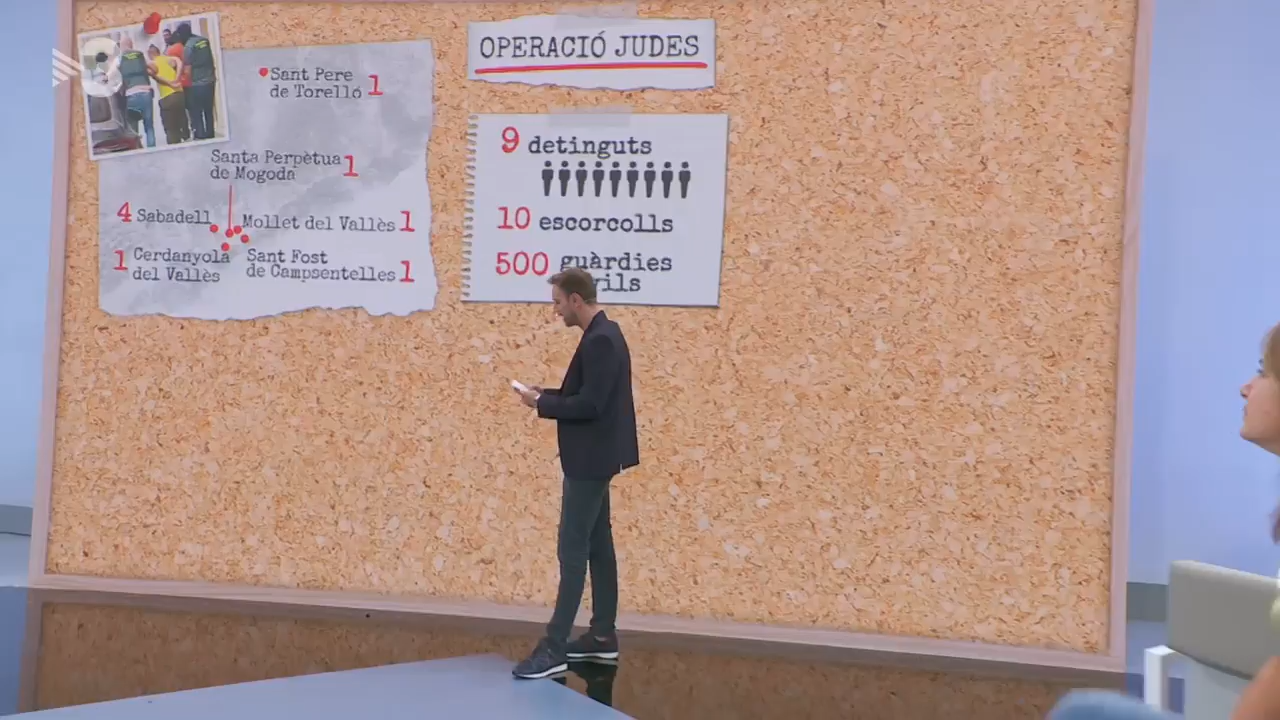 OPERACIÓ JUDES
Sant Pere
de Torelló 1
Santa Perpètua
de Mogoda 1
4 Sabadell
Mollet del Vallès 1
1 Cerdanyola
del Vallès
Sant Fost
de Campsentelles 1
9 detinguts
10 escorcolls
500 guàrdies